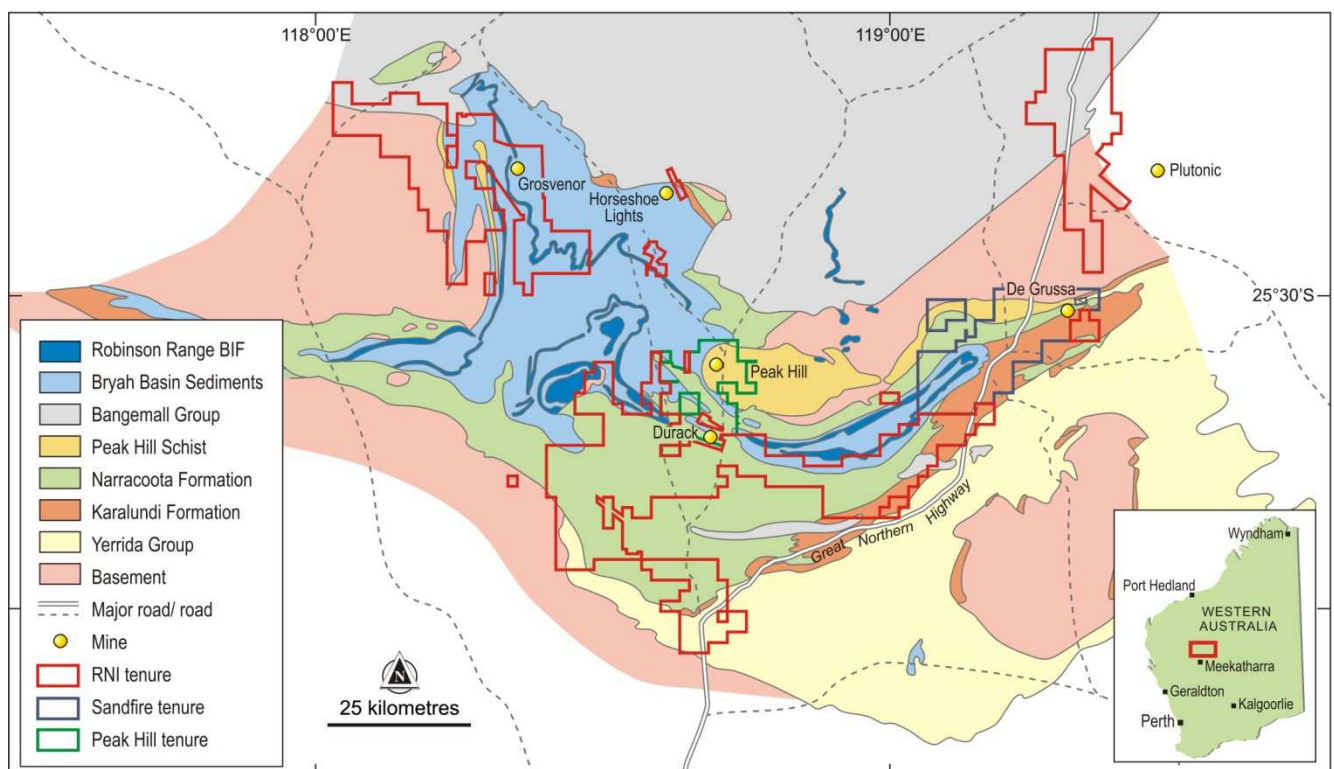 118°00'E
119°00'E
Plutonic
Grosvenor
Horseshoe
Lights
De Grussa
25°30'S
Peak Hill
Durack
Great Northern Highway
Robinson Range BIF
Bryah Basin Sediments
Bangemall Group
Peak Hill Schist
Narracoota Formation
Karalundi Formation
Yerrida Group
Basement
Major road/ road
Mine
RNI tenure
Sandfire tenure
Peak Hill tenure
N
25 kilometres
Wyndham
Port Hedland
WESTERN
AUSTRALIA
Meekatharra
Geraldton
Kalgoorlie
Perth